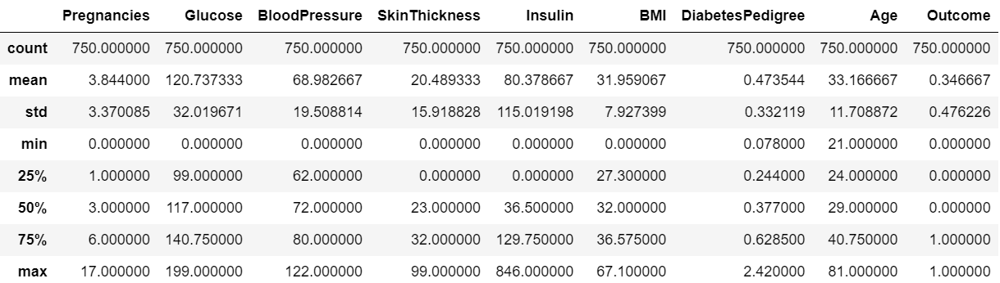 Pregnancies Glucose BloodPressure SkinThickness Insulin BMI DiabetesPedigree Age Outcome
count 750.000000 750.000000 750.000000 750.000000 750.000000 750.000000 750.000000 750.000000 750.000000
mean 3.844000 120.737333 68.982667 20.489333 80.378667 31.959067 0.473544 33.166667 0.346667
std 3.370085 32.019671 19.508814 15.918828 115.019198 7.927399 0.332119 11.708872 0.476226
min 0.000000 0.000000 0.000000 0.000000 0.000000 0.000000 0.078000 21.000000 0.000000
25% 1.000000 99.000000 62.000000 0.000000 0.000000 27.300000 0.244000 24.000000 0.000000
50% 3.000000 117.000000 72.000000 23.000000 36.500000 32.000000 0.377000 29.000000 0.000000
75% 6.000000 140.750000 80.000000 32.000000 129.750000 36.575000 0.628500 40.750000 1.000000
max 17.000000 199.000000 122.000000 99.000000 846.000000 67.100000 2.420000 81.000000 1.000000